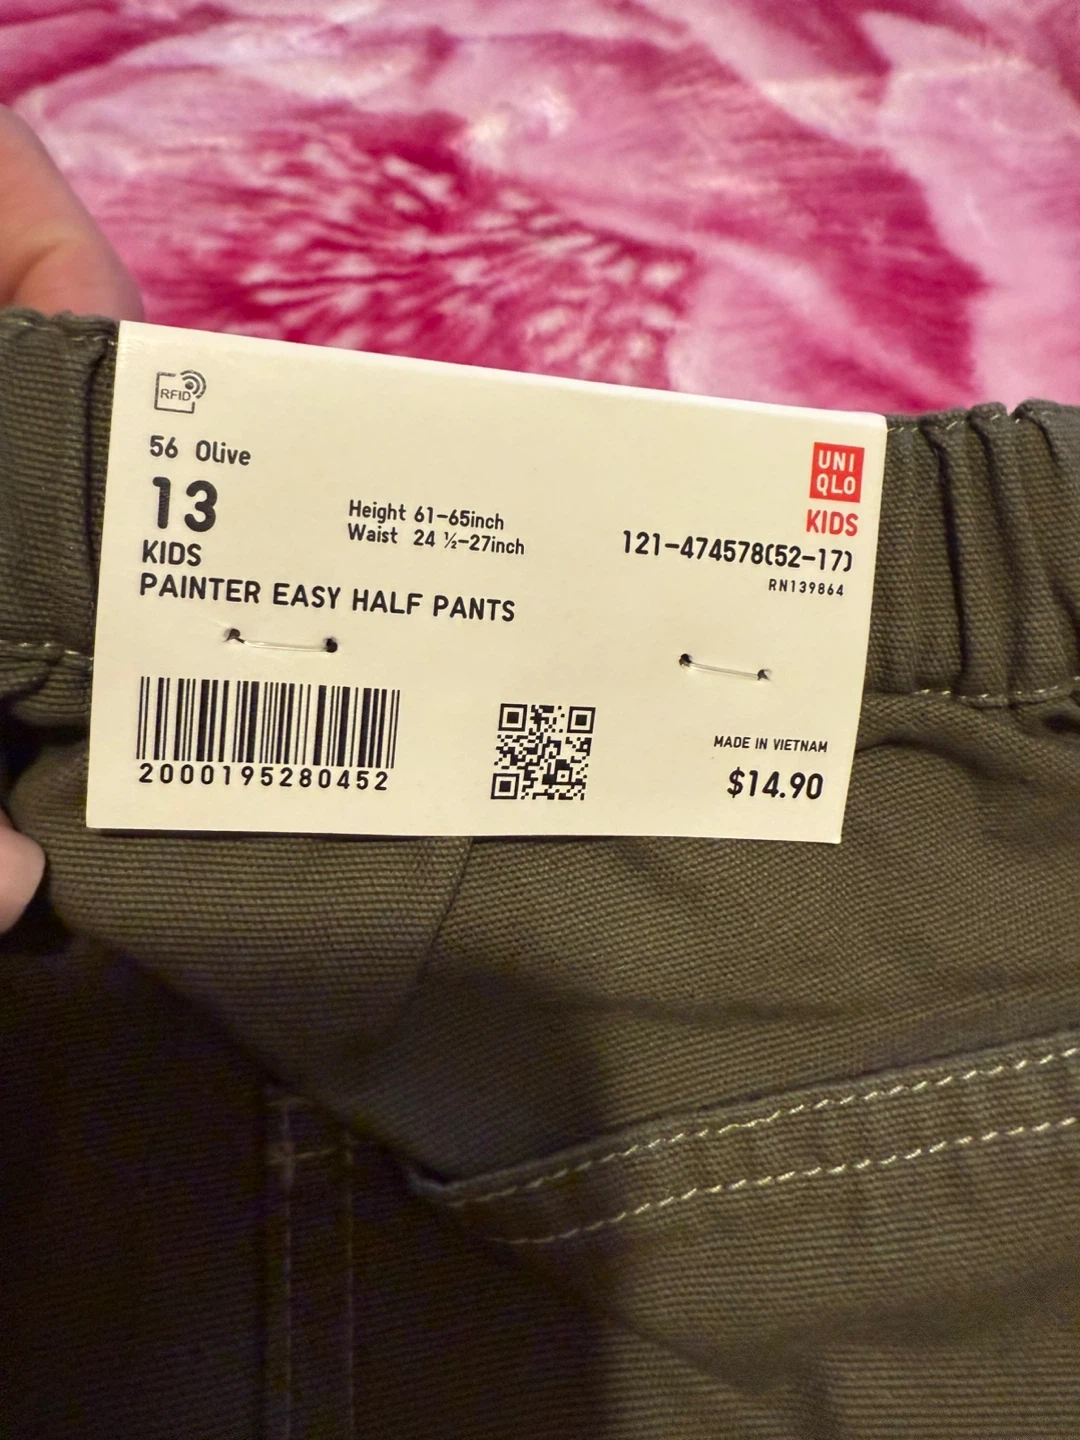 RFID
56 Olive
13
KIDS
PAINTER EASY HALF PANTS
Height 61-65inch
Waist 24 ½-27inch
UNI
QLO
KIDS
121-474578(52-17)
RN139864
2000195280452
MADE IN VIETNAM
$14.90